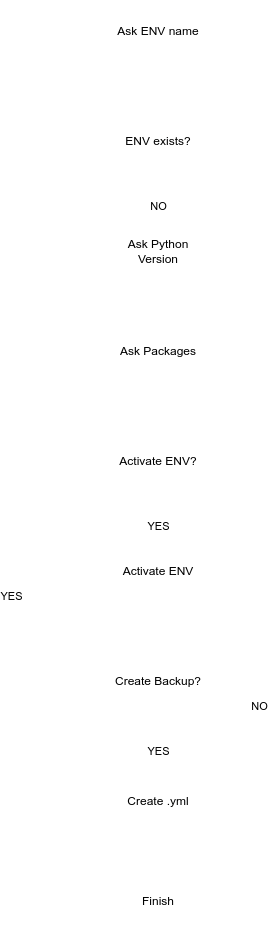 Ask ENV name
ENV exists?
NO
Ask Python
Version
Ask Packages
Activate ENV?
YES
Activate ENV
YES
Create Backup?
NO
YES
Create .yml
Finish